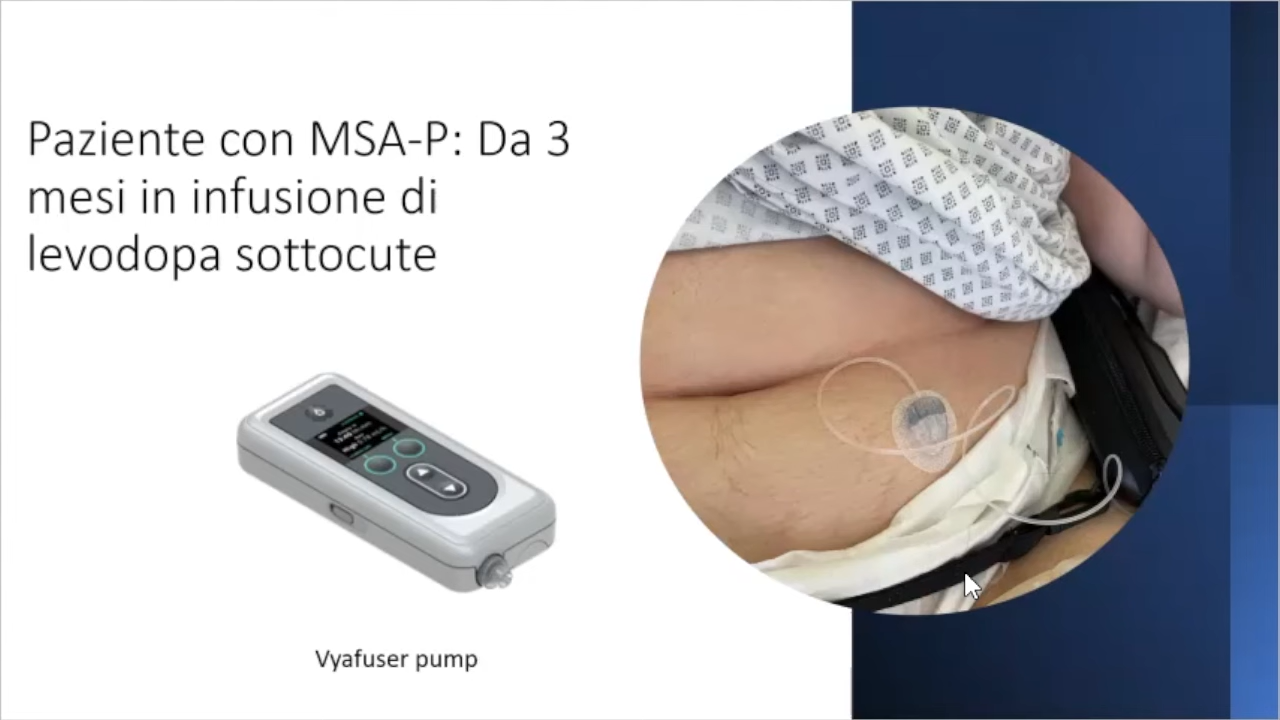 Paziente con MSA-P: Da 3
mesi in infusione di
levodopa sottocute
Vyafuser pump